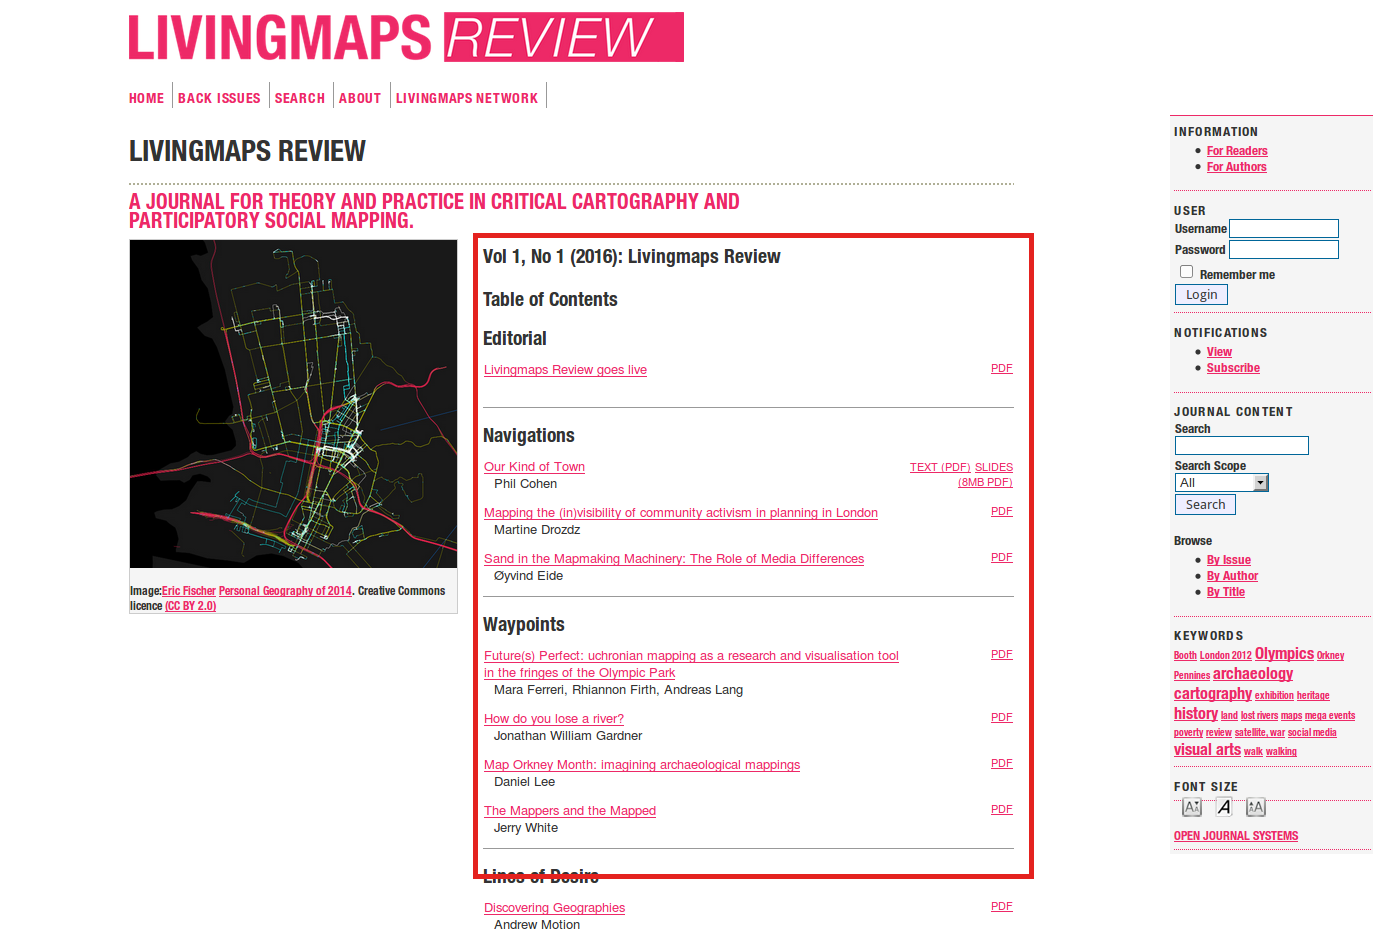 LIVINGMAPS REVIEW
HOME BACK ISSUES SEARCH ABOUT LIVINGMAPS NETWORK
LIVINGMAPS REVIEW
A JOURNAL FOR THEORY AND PRACTICE IN CRITICAL CARTOGRAPHY AND
PARTICIPATORY SOCIAL MAPPING.
Image:Eric Fischer Personal Geography of 2014. Creative Commons
licence (CC BY 2.0)
Vol 1, No 1 (2016): Livingmaps Review
Table of Contents
Editorial
Livingmaps Review goes live PDF
Navigations
Our Kind of Town TEXT (PDF) SLIDES
(8MB PDF)
Phil Cohen
Mapping the (in)visibility of community activism in planning in London PDF
Martine Drozdz
Sand in the Mapmaking Machinery: The Role of Media Differences PDF
Øyvind Eide
Waypoints
Future(s) Perfect: uchronian mapping as a research and visualisation tool PDF
in the fringes of the Olympic Park
Mara Ferreri, Rhiannon Firth, Andreas Lang
How do you lose a river? PDF
Jonathan William Gardner
Map Orkney Month: imagining archaeological mappings PDF
Daniel Lee
The Mappers and the Mapped PDF
Jerry White
Lines of Desire
Discovering Geographies PDF
Andrew Motion
INFORMATION
For Readers
For Authors
USER
Username
Password
Remember me
Login
NOTIFICATIONS
View
Subscribe
JOURNAL CONTENT
Search
Search Scope
All
Search
Browse
By Issue
By Author
By Title
KEYWORDS
Booth London 2012 Olympics Orkney
Pennines archaeology
cartography exhibition heritage
history land lost rivers maps mega events
poverty review satellite, war social media
visual arts walk walking
FONT SIZE
A A A A A
OPEN JOURNAL SYSTEMS